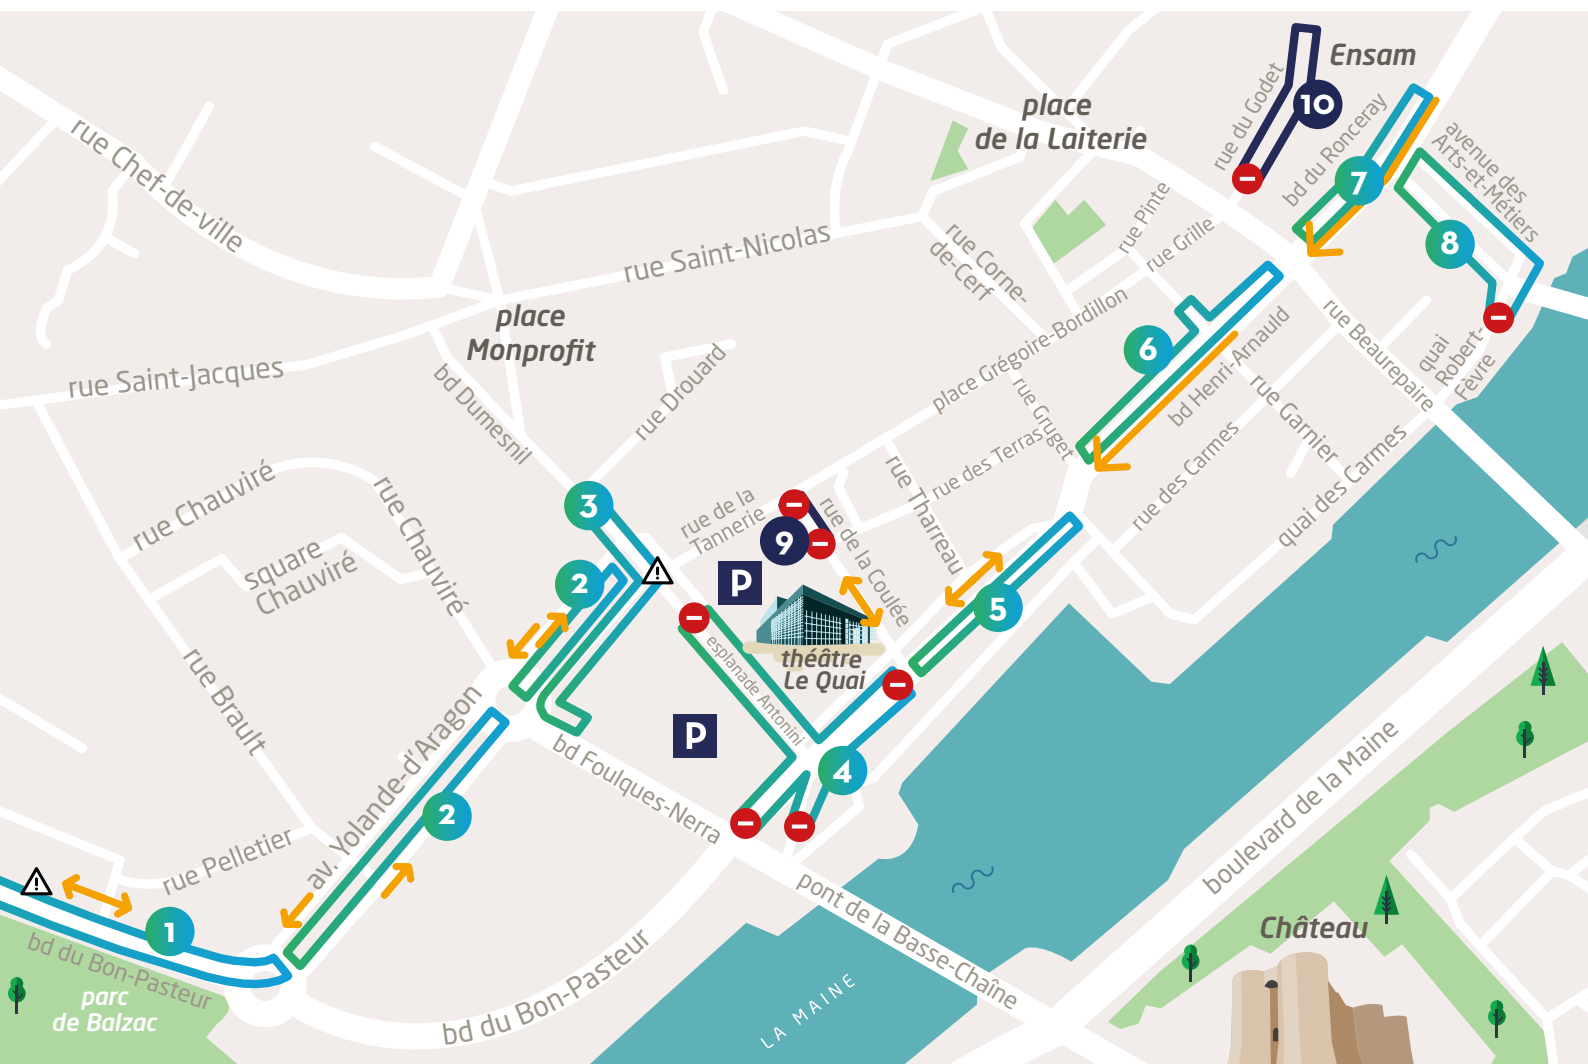 Ensam
10
rue du Godet
place
de la Laiterie
bd du Ronceray
7
avenue des
Arts-et-Métiers
8
rue Chef-de-ville
rue Pinte
rue Grille
rue Saint-Nicolas
rue Corne-
de-Cerf
place
Monprofit
place Grégoire-Bordillon
6
bd Henri-Arnauld
rue Beaurepaire
quai
Robert-
Fèvre
rue Saint-Jacques
bd Dumesnil
rue Drouard
rue Gruget
rue Garnier
rue des Terras
rue des Carmes
quai des Carmes
rue Chauviré
rue Chauviré
square
Chauviré
3
rue de la
Tannerie
9
rue de la Coulée
rue Tharreau
2
P
5
esplanade Antonini
théâtre
Le Quai
rue Brault
av. Yolande-d'Aragon
bd Foulques-Nerra
P
4
2
rue Pelletier
boulevard de la Maine
1
bd du Bon-Pasteur
parc
de Balzac
bd du Bon-Pasteur
pont de la Basse-Chaîne
LA MAINE
Château